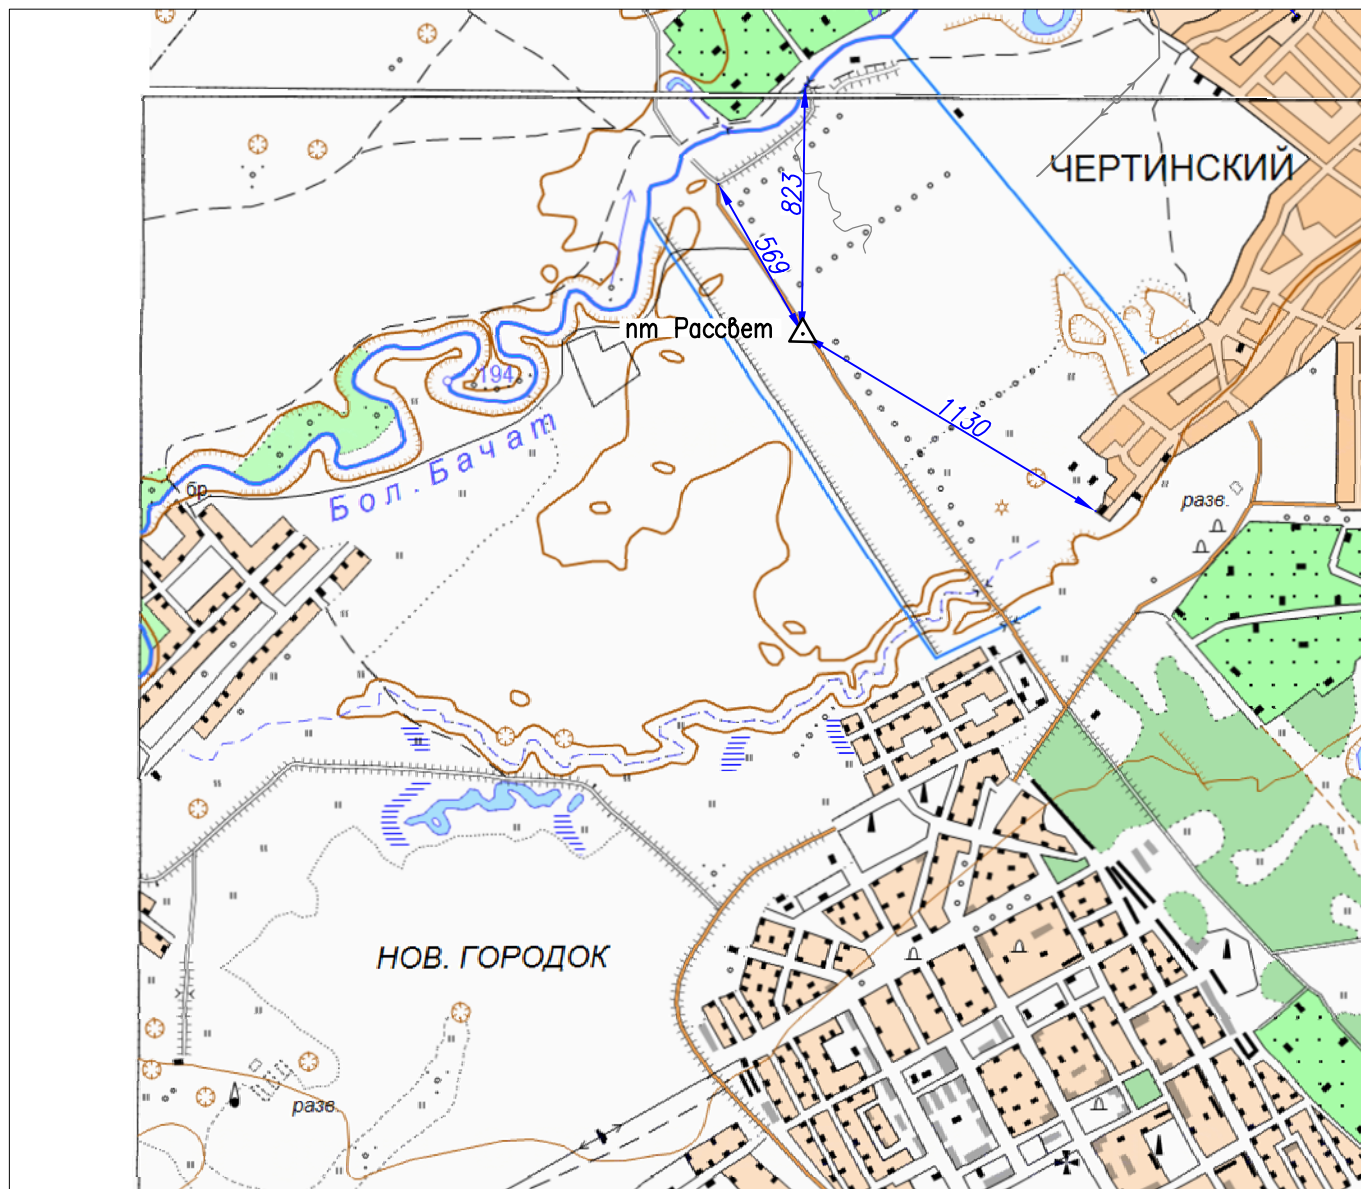 ЧЕРТИНСКИЙ
823
569
пт Рассвет
194
1130
Бол. Бачат
бр.
разв.
НОВ. ГОРОДОК
разв.